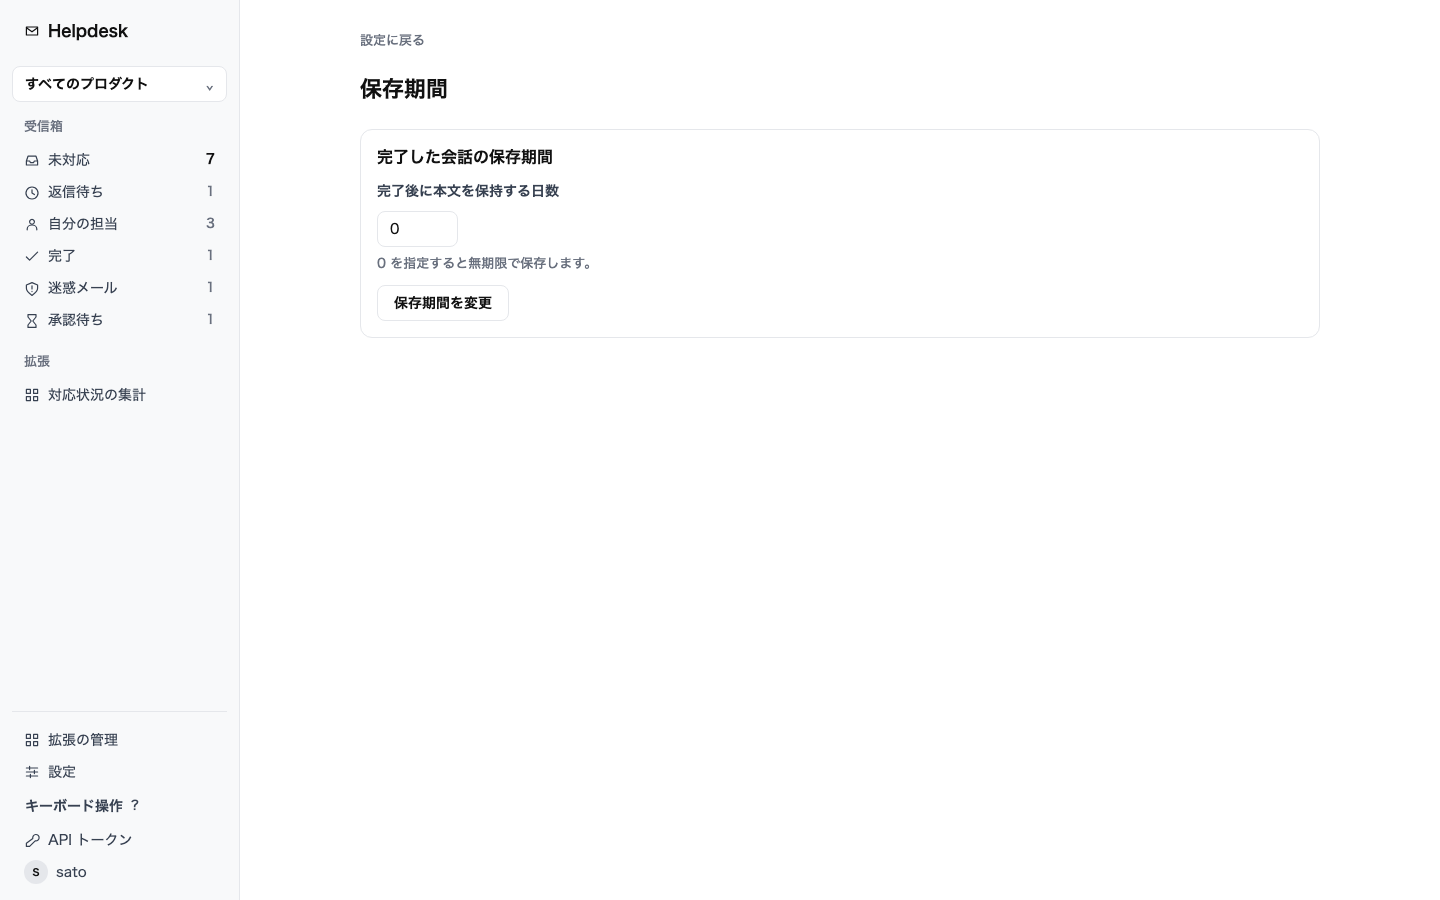 Helpdesk
すべてのプロダクト
受信箱
未対応 7
返信待ち 1
自分の担当 3
完了 1
迷惑メール 1
承認待ち 1
拡張
対応状況の集計
拡張の管理
設定
キーボード操作 ?
API トークン
S sato
設定に戻る
保存期間
完了した会話の保存期間
完了後に本文を保持する日数
0
0 を指定すると無期限で保存します。
保存期間を変更